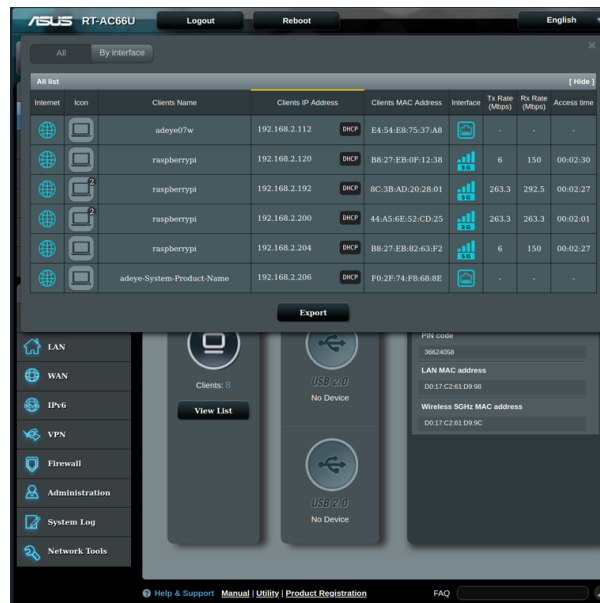 ASUS RT-AC66U Logout Reboot English
All By interface
All list [ Hide ]
Internet Icon Clients Name Clients IP Address Clients MAC Address Interface Tx Rate (Mbps) Rx Rate (Mbps) Access time
adeye07w 192.168.2.112 DHCP E4:54:E8:75:37:A8 - - -
raspberrypi 192.168.2.120 DHCP B8:27:EB:0F:12:38 5G 6 150 00:02:30
2 raspberrypi 192.168.2.192 DHCP 8C:3B:AD:20:28:01 5G 263.3 292.5 00:02:27
2 raspberrypi 192.168.2.200 DHCP 44:A5:6E:52:CD:25 5G 263.3 263.3 00:02:01
raspberrypi 192.168.2.204 DHCP B8:27:EB:82:63:F2 5G 6 150 00:02:27
adeye-System-Product-Name 192.168.2.206 DHCP F0:2F:74:F8:68:8E - - -
Export
LAN
WAN
IPv6
VPN
Firewall
Administration
System Log
Network Tools
Clients: 8
View List
USB 2.0
No Device
USB 2.0
No Device
PIN code
36624058
LAN MAC address
D0:17:C2:61:D9:98
Wireless 5GHz MAC address
D0:17:C2:61:D9:9C
Help & Support Manual | Utility | Product Registration FAQ